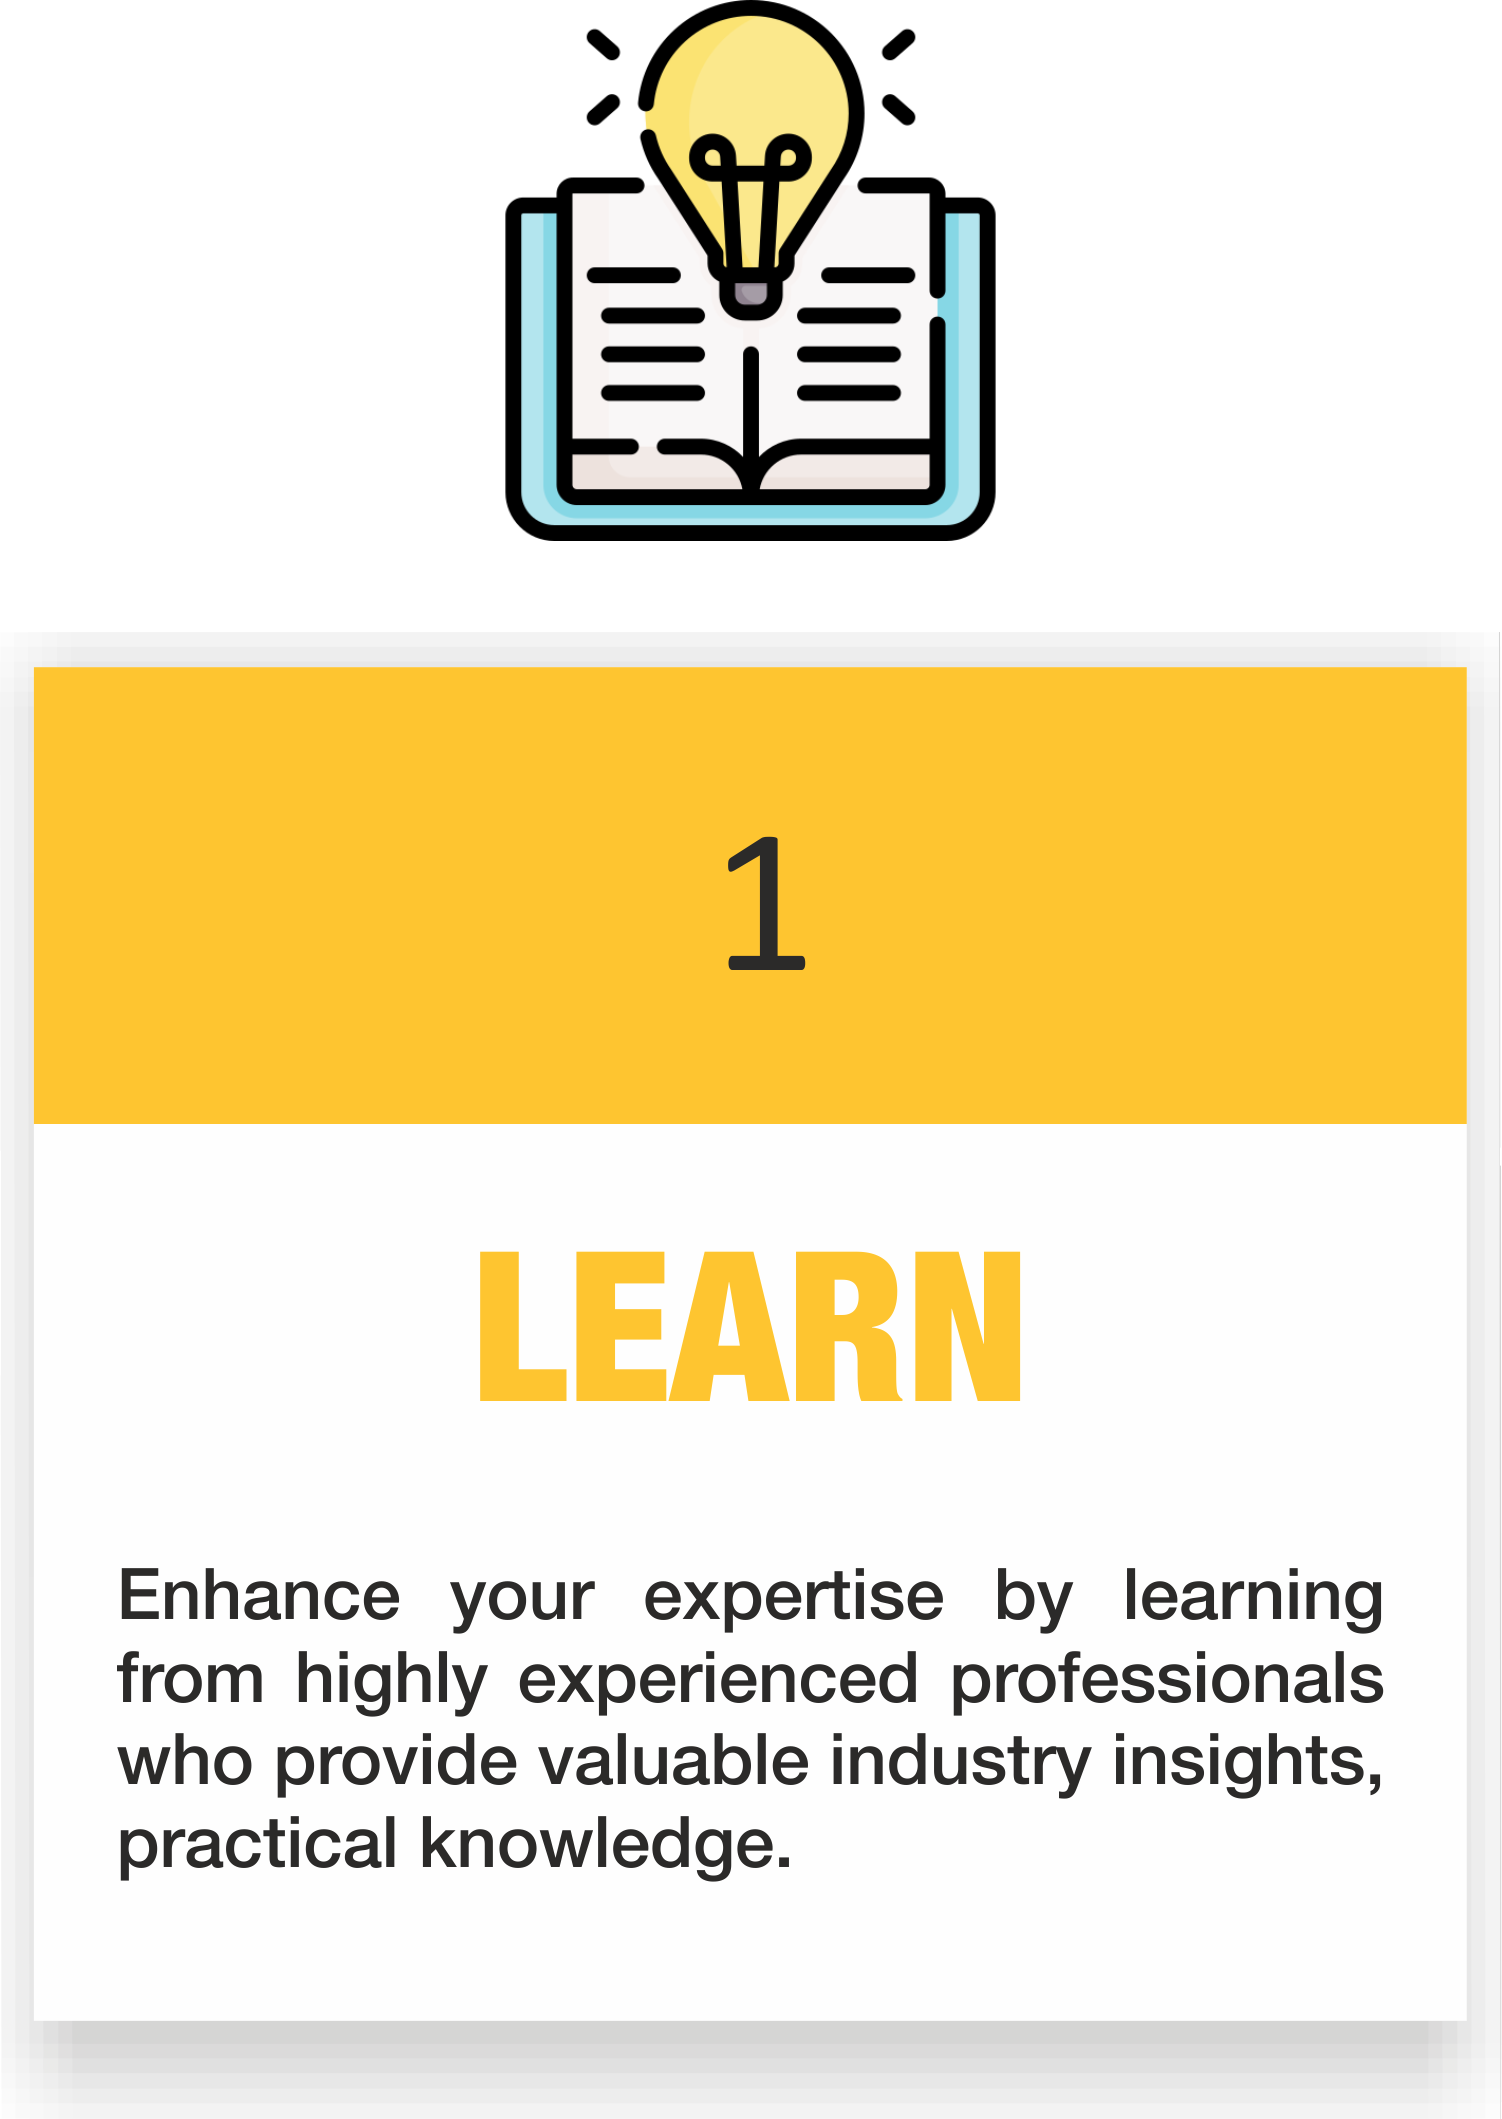 1
LEARN
Enhance your expertise by learning
from highly experienced professionals
who provide valuable industry insights,
practical knowledge.